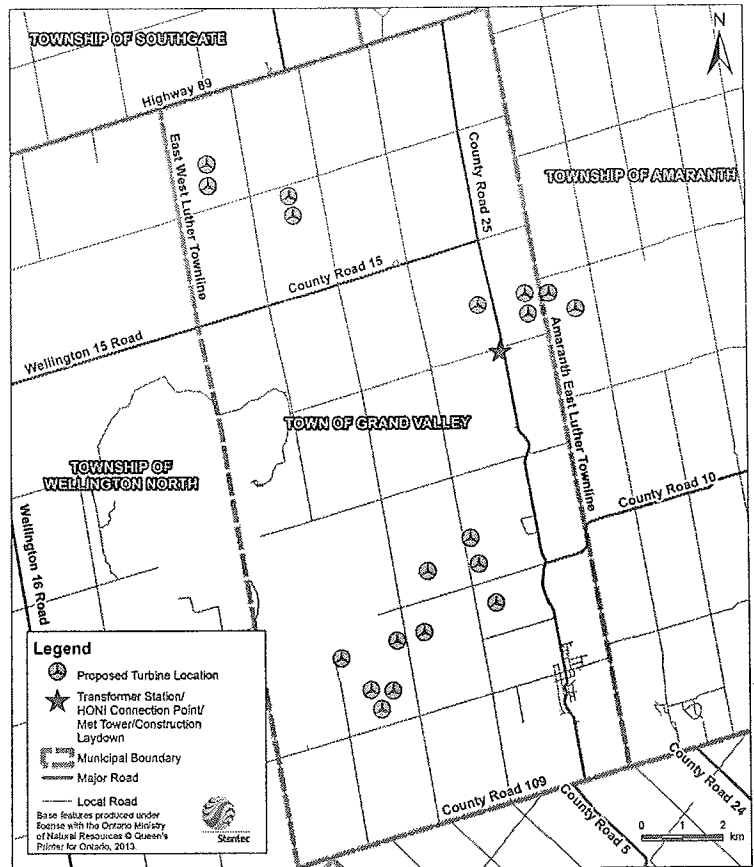 TOWNSHIP OF SOUTHGATE
N
Highway 89
East West Luther Townline
County Road 25
TOWNSHIP OF AMARANTH
County Road 15
Wellington 15 Road
Amaranth East Luther Townline
TOWN OF GRAND VALLEY
TOWNSHIP OF
WELLINGTON NORTH
County Road 10
Wellington 16 Road
Legend
Proposed Turbine Location
Transformer Station/
HONI Connection Point/
Met Tower/Construction
Laydown
Municipal Boundary
Major Road
Local Road
Base features produced under
license with the Ontario Ministry
of Natural Resources © Queen's
Printer for Ontario, 2013.
Stantec
County Road 109
County Road 5
County Road 24
0 1 2
km